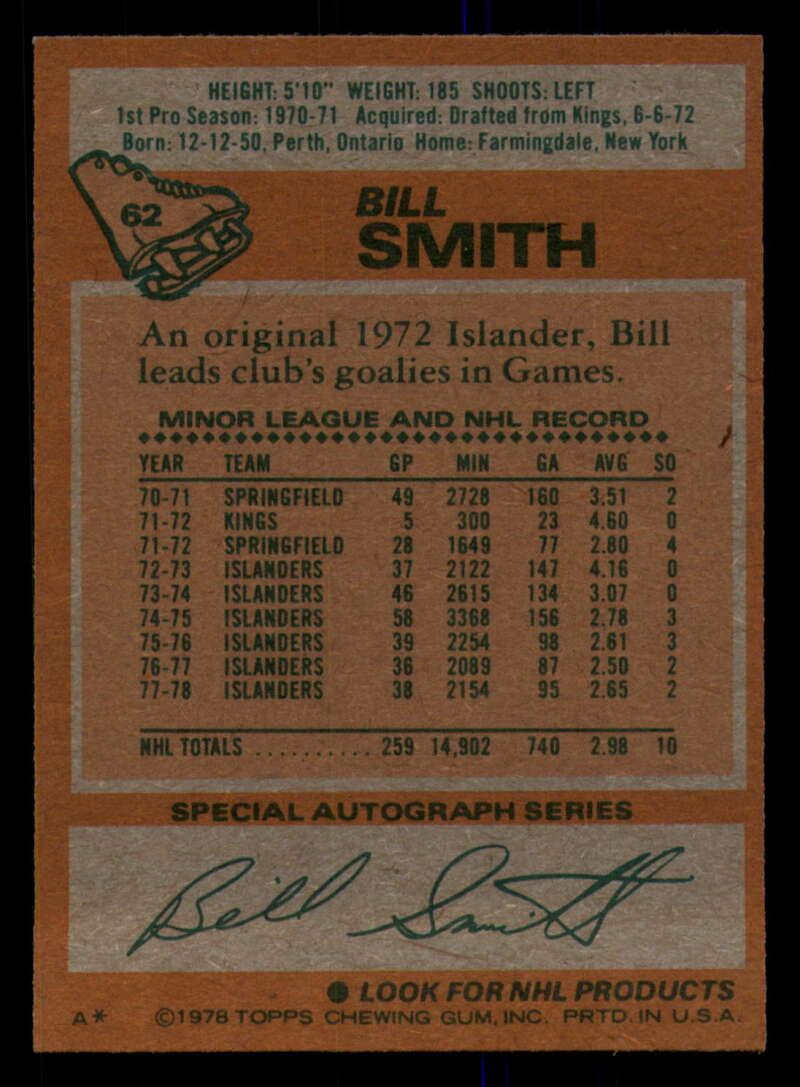 HEIGHT: 5'10" WEIGHT: 185 SHOOTS: LEFT
1st Pro Season: 1970-71 Acquired: Drafted from Kings, 6-6-72
Born: 12-12-50, Perth, Ontario Home: Farmingdale, New York
62
BILL
SMITH
An original 1972 Islander, Bill
leads club's goalies in Games.
MINOR LEAGUE AND NHL RECORD
YEAR TEAM GP MIN GA AVG SO
70-71 SPRINGFIELD 49 2728 160 3.51 2
71-72 KINGS 5 300 23 4.60 0
71-72 SPRINGFIELD 28 1649 77 2.80 4
72-73 ISLANDERS 37 2122 147 4.16 0
73-74 ISLANDERS 46 2615 134 3.07 0
74-75 ISLANDERS 58 3368 156 2.78 3
75-76 ISLANDERS 39 2254 98 2.61 3
76-77 ISLANDERS 36 2089 87 2.50 2
77-78 ISLANDERS 38 2154 95 2.65 2
NHL TOTALS .......... 259 14,902 740 2.98 10
SPECIAL AUTOGRAPH SERIES
Bill Smith
● LOOK FOR NHL PRODUCTS
A* ©1978 TOPPS CHEWING GUM, INC. PRTD. IN U.S.A.